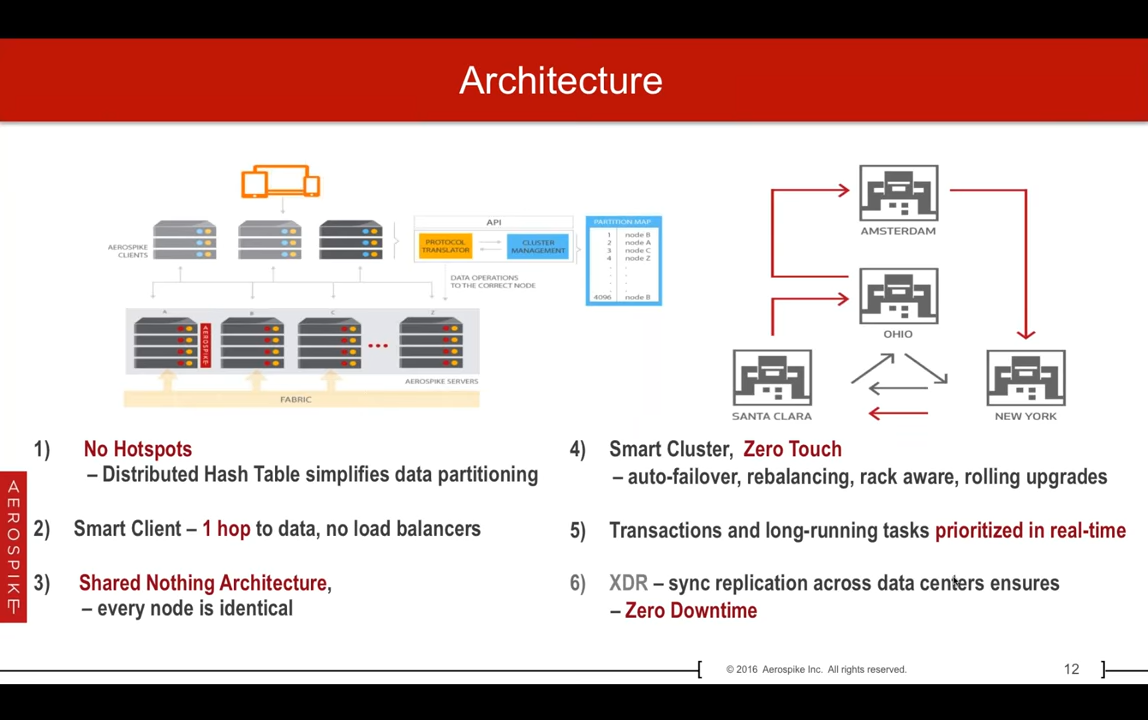 Architecture
AEROSPIKE
CLIENTS
API
PROTOCOL
TRANSLATOR
CLUSTER
MANAGEMENT
DATA OPERATIONS
TO THE CORRECT NODE
PARTITION MAP
1 node B
2 node A
3 node C
4 node Z
4096 node B
A B C Z
AEROSPIKE
AEROSPIKE SERVERS
FABRIC
AMSTERDAM
OHIO
SANTA CLARA
NEW YORK
1) No Hotspots
– Distributed Hash Table simplifies data partitioning
2) Smart Client – 1 hop to data, no load balancers
3) Shared Nothing Architecture,
– every node is identical
4) Smart Cluster, Zero Touch
– auto-failover, rebalancing, rack aware, rolling upgrades
5) Transactions and long-running tasks prioritized in real-time
6) XDR – sync replication across data centers ensures
– Zero Downtime
AEROSPIKE
© 2016 Aerospike Inc. All rights reserved.
12